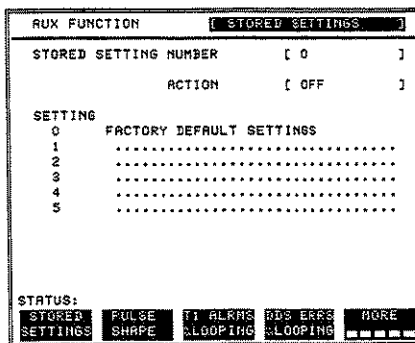 AUX FUNCTION [ STORED SETTINGS ]
STORED SETTING NUMBER [ 0 ]
ACTION [ OFF ]
SETTING
0 FACTORY DEFAULT SETTINGS
1 ................................
2 ................................
3 ................................
4 ................................
5 ................................
STATUS:
STORED PULSE T1 ALRMS DDS ERRS MORE
SETTINGS SHAPE &LOOPING &LOOPING